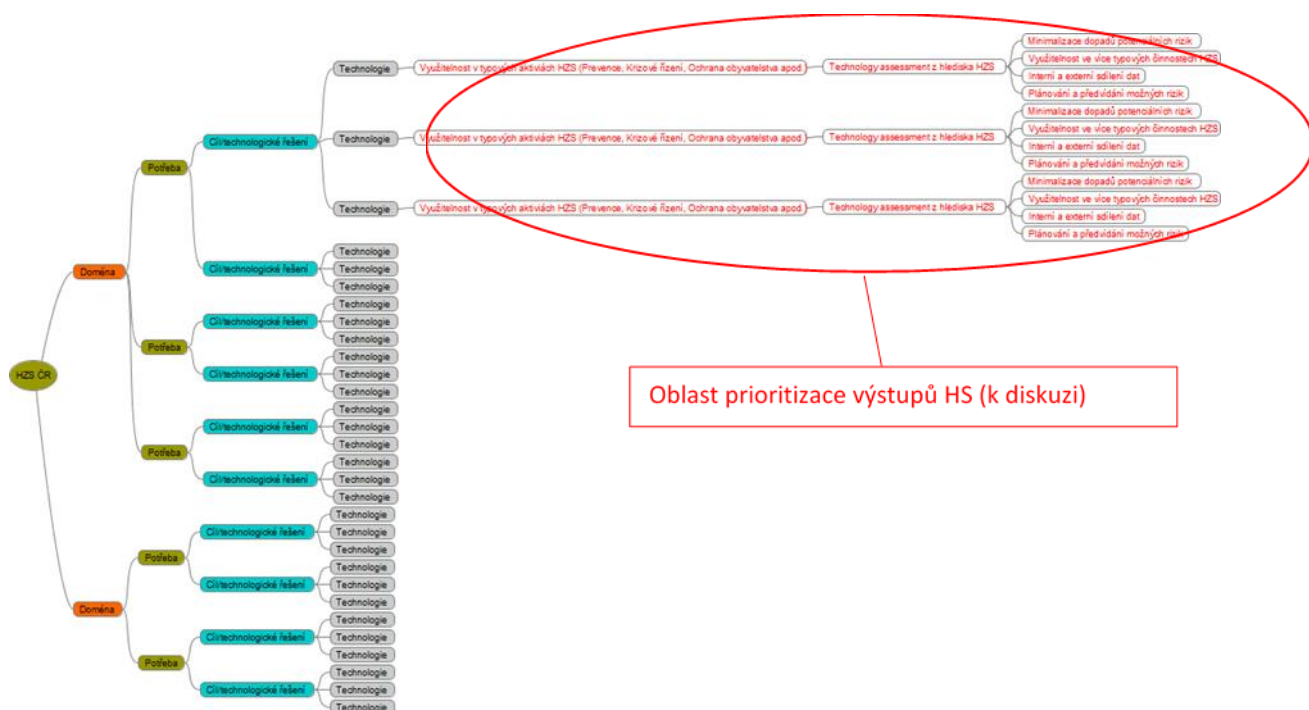 Minimalizace dopadů potenciálních rizik
Využitelnost ve více typových činnostech HZS
Technologie
Využitelnost v typových aktiviách HZS (Prevence, Krizové řízení, Ochrana obyvatelstva apod
Technology assessment z hlediska HZS
Interní a externí sdílení dat
Plánování a předvídání možných rizik
Minimalizace dopadů potenciálních rizik
Využitelnost ve více typových činnostech HZS
Cíl/technologické řešení
Technologie
Využitelnost v typových aktiviách HZS (Prevence, Krizové řízení, Ochrana obyvatelstva apod
Technology assessment z hlediska HZS
Interní a externí sdílení dat
Potřeba
Plánování a předvídání možných rizik
Minimalizace dopadů potenciálních rizik
Využitelnost ve více typových činnostech HZS
Technologie
Využitelnost v typových aktiviách HZS (Prevence, Krizové řízení, Ochrana obyvatelstva apod
Technology assessment z hlediska HZS
Interní a externí sdílení dat
Plánování a předvídání možných rizik
Technologie
Doména
Cíl/technologické řešení
Technologie
Technologie
Technologie
Cíl/technologické řešení
Technologie
Technologie
Potřeba
Technologie
HZS ČR
Cíl/technologické řešení
Technologie
Technologie
Oblast prioritizace výstupů HS (k diskuzi)
Technologie
Cíl/technologické řešení
Technologie
Technologie
Potřeba
Technologie
Cíl/technologické řešení
Technologie
Technologie
Technologie
Cíl/technologické řešení
Technologie
Technologie
Potřeba
Technologie
Cíl/technologické řešení
Technologie
Technologie
Doména
Technologie
Cíl/technologické řešení
Technologie
Technologie
Potřeba
Technologie
Cíl/technologické řešení
Technologie
Technologie